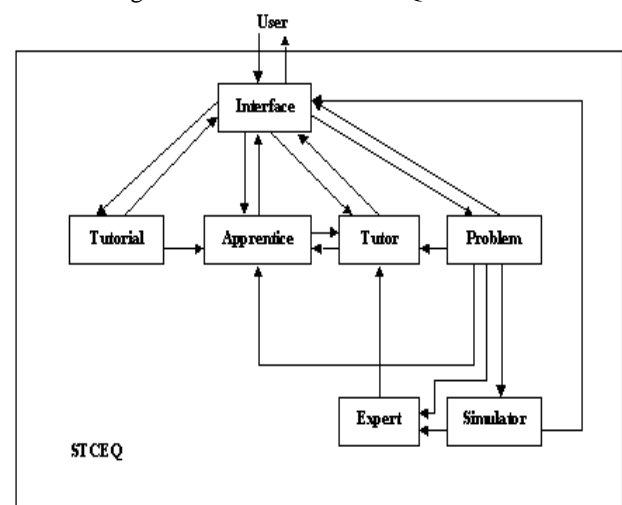 User
Interface
Tutorial
Apprentice
Tutor
Problem
Expert
Simulator
STCEQ